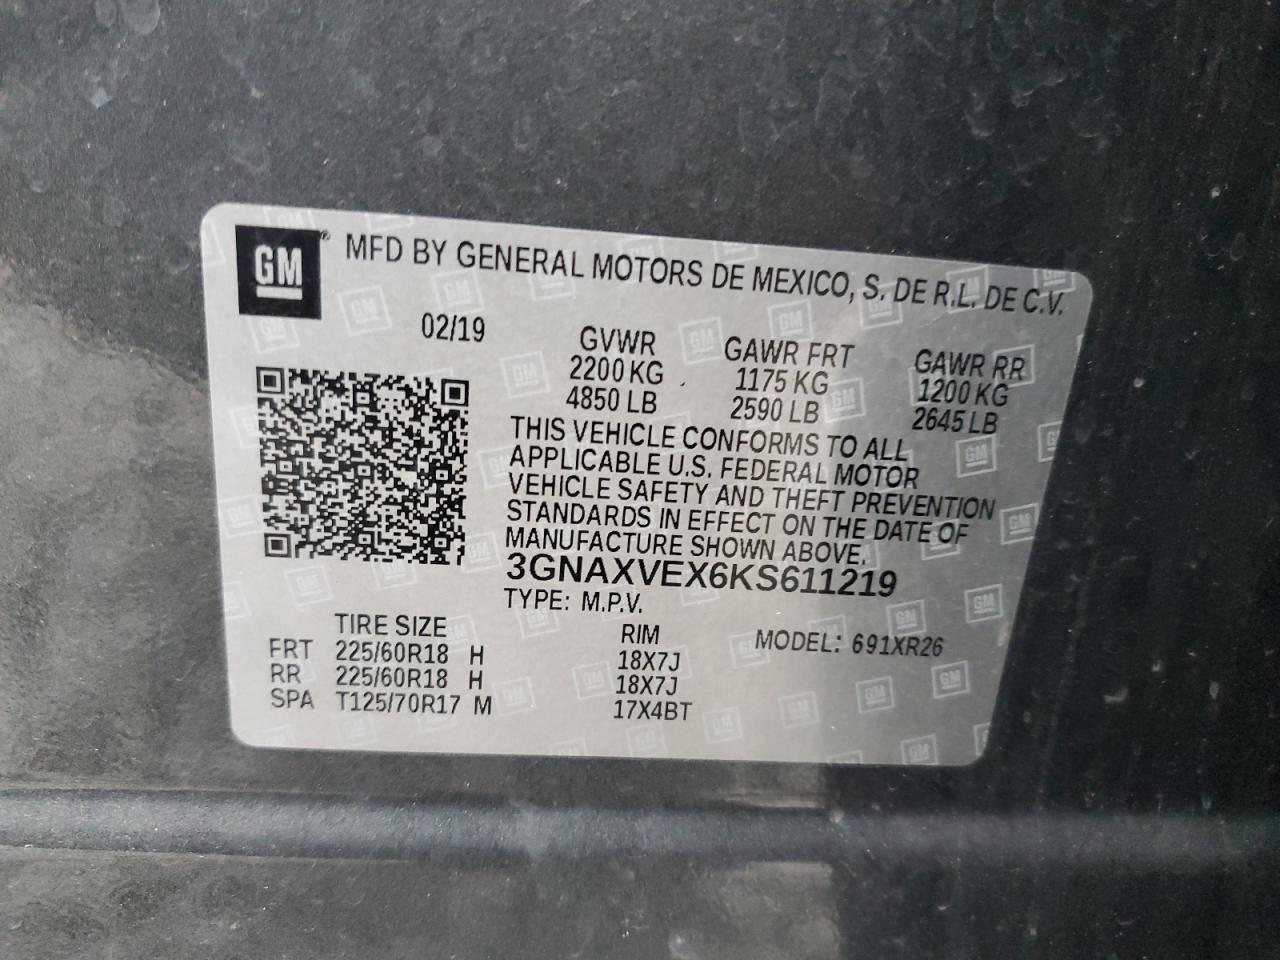 GM® MFD BY GENERAL MOTORS DE MEXICO, S. DE R.L. DE C.V.
02/19 GVWR GAWR FRT GAWR RR
2200 KG 1175 KG 1200 KG
4850 LB 2590 LB 2645 LB
THIS VEHICLE CONFORMS TO ALL
APPLICABLE U.S. FEDERAL MOTOR
VEHICLE SAFETY AND THEFT PREVENTION
STANDARDS IN EFFECT ON THE DATE OF
MANUFACTURE SHOWN ABOVE.
3GNAXVEX6KS611219
TYPE: M.P.V.
TIRE SIZE RIM MODEL: 691XR26
FRT 225/60R18 H 18X7J
RR 225/60R18 H 18X7J
SPA T125/70R17 M 17X4BT